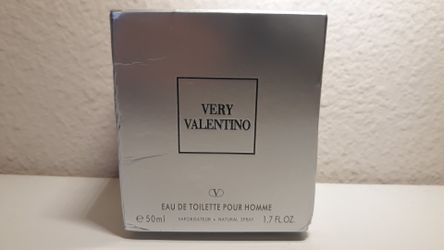 VERY
VALENTINO
V
EAU DE TOILETTE POUR HOMME
℮ 50ml VAPORISATEUR • NATURAL SPRAY 1.7 FL.OZ.